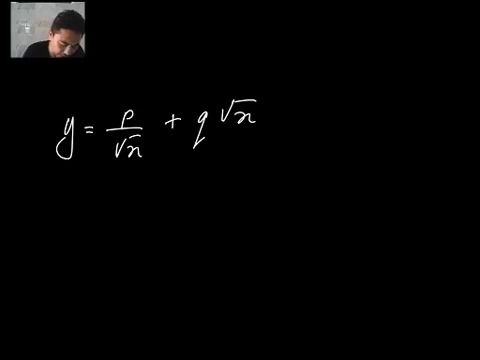 y = p/√x + q √x